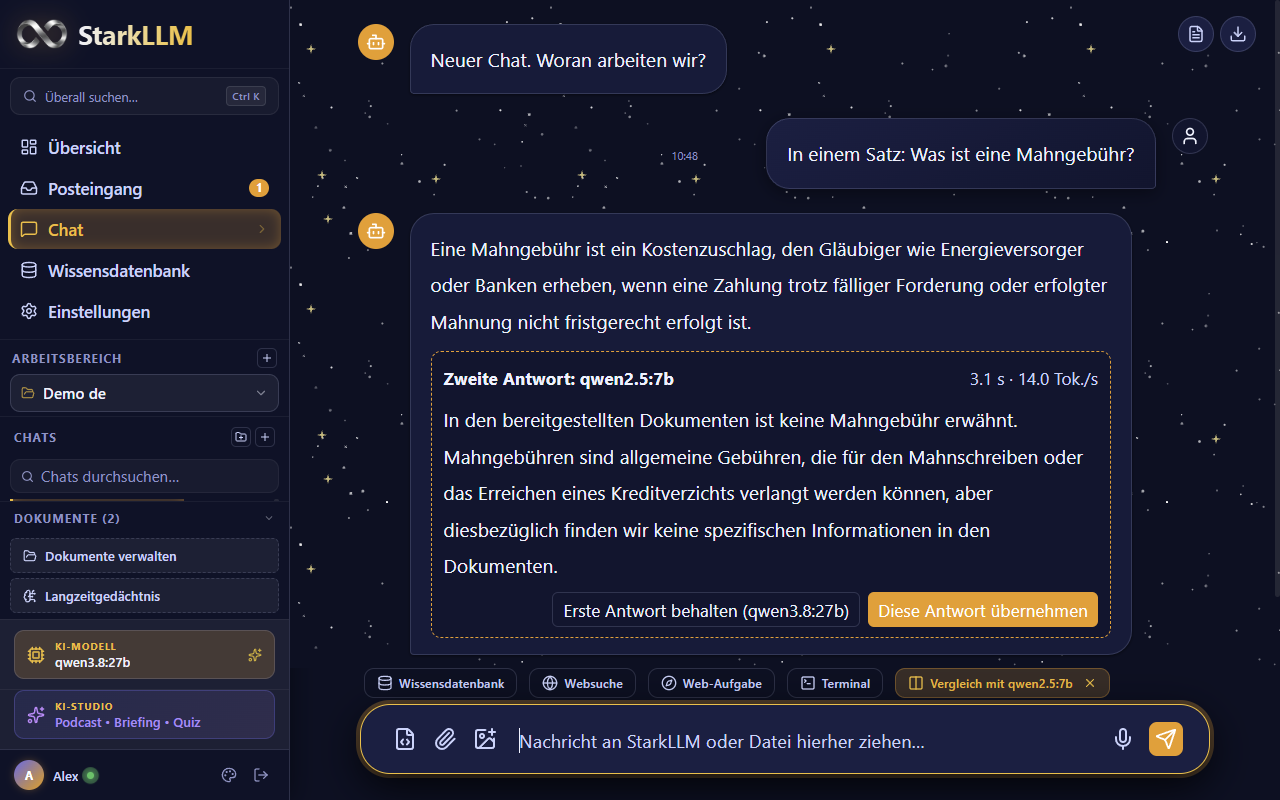 StarkLLM
Überall suchen...
Ctrl K
Übersicht
Posteingang
1
Chat
Wissensdatenbank
Einstellungen
ARBEITSBEREICH
Demo de
CHATS
Chats durchsuchen...
DOKUMENTE (2)
Dokumente verwalten
Langzeitgedächtnis
KI-MODELL
qwen3.8:27b
KI-STUDIO
Podcast • Briefing • Quiz
A
Alex
Neuer Chat. Woran arbeiten wir?
10:48
In einem Satz: Was ist eine Mahngebühr?
Eine Mahngebühr ist ein Kostenzuschlag, den Gläubiger wie Energieversorger
oder Banken erheben, wenn eine Zahlung trotz fälliger Forderung oder erfolgter
Mahnung nicht fristgerecht erfolgt ist.
Zweite Antwort: qwen2.5:7b
3.1 s · 14.0 Tok./s
In den bereitgestellten Dokumenten ist keine Mahngebühr erwähnt.
Mahngebühren sind allgemeine Gebühren, die für den Mahnschreiben oder
das Erreichen eines Kreditverzichts verlangt werden können, aber
diesbezüglich finden wir keine spezifischen Informationen in den
Dokumenten.
Erste Antwort behalten (qwen3.8:27b)
Diese Antwort übernehmen
Wissensdatenbank
Websuche
Web-Aufgabe
Terminal
Vergleich mit qwen2.5:7b
Nachricht an StarkLLM oder Datei hierher ziehen...